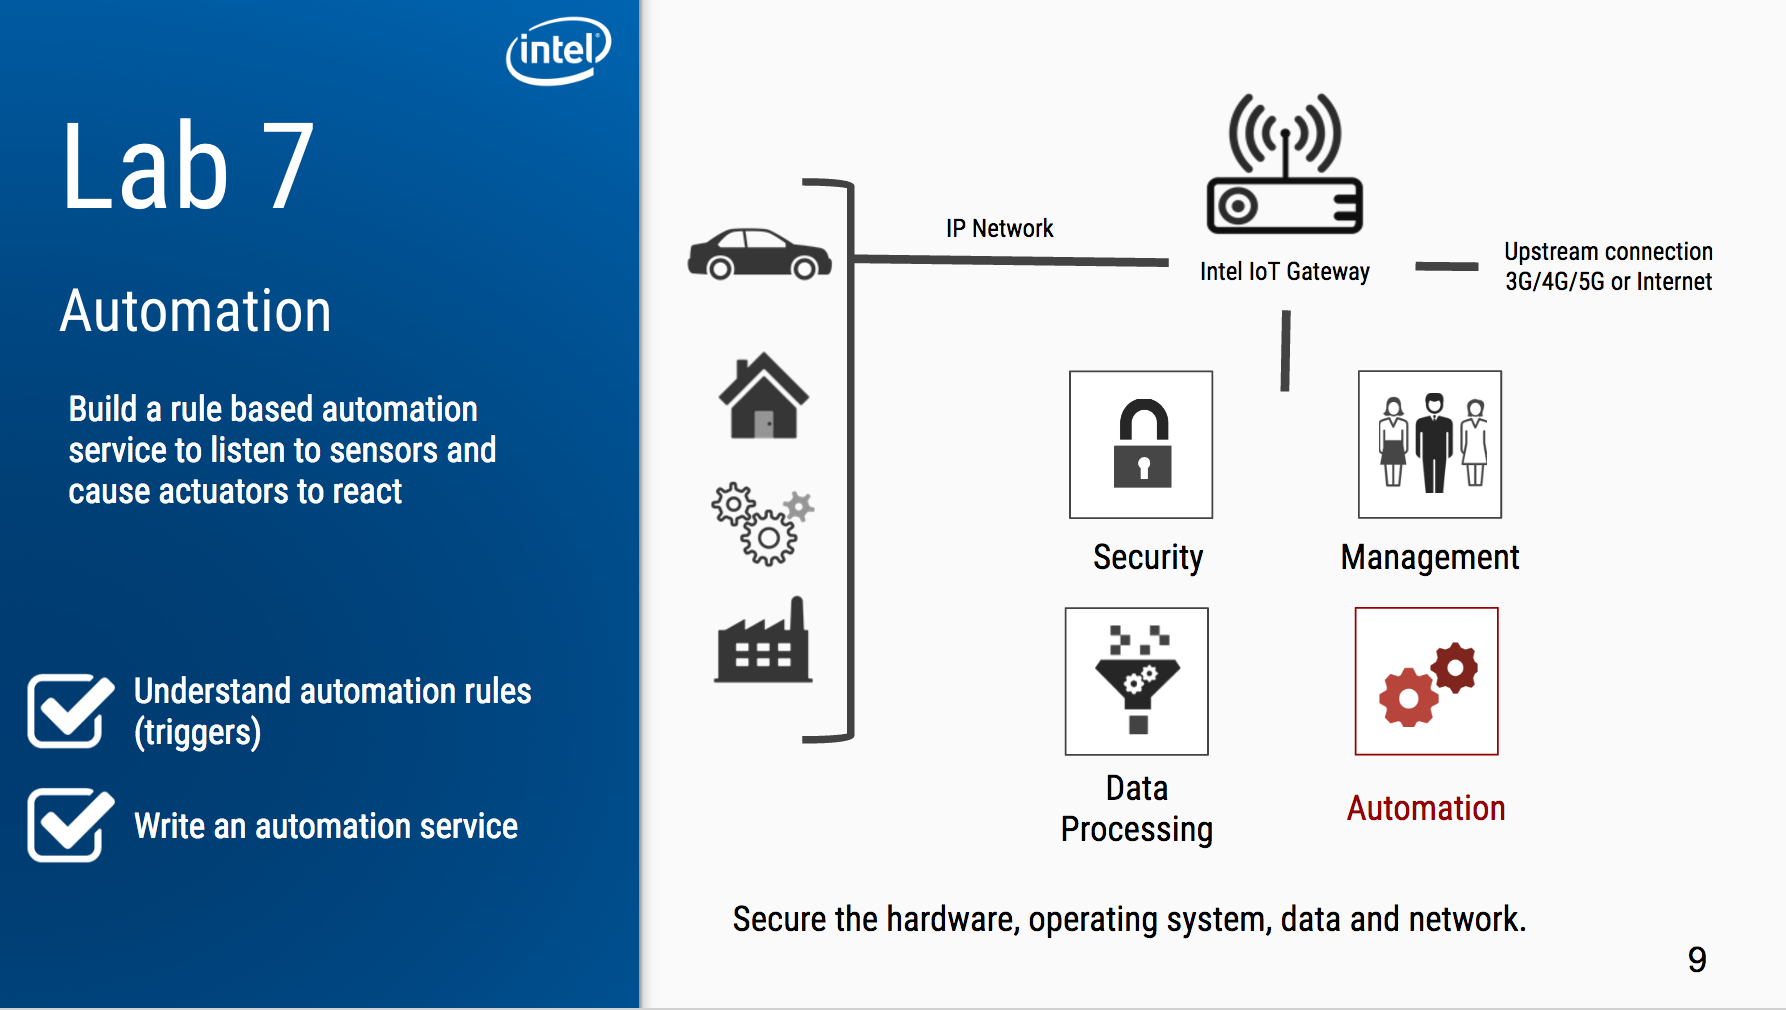 intel
Lab 7
Automation
Build a rule based automation
service to listen to sensors and
cause actuators to react
Understand automation rules
(triggers)
Write an automation service
IP Network
Intel IoT Gateway
Upstream connection
3G/4G/5G or Internet
Security
Management
Data
Processing
Automation
Secure the hardware, operating system, data and network.
9